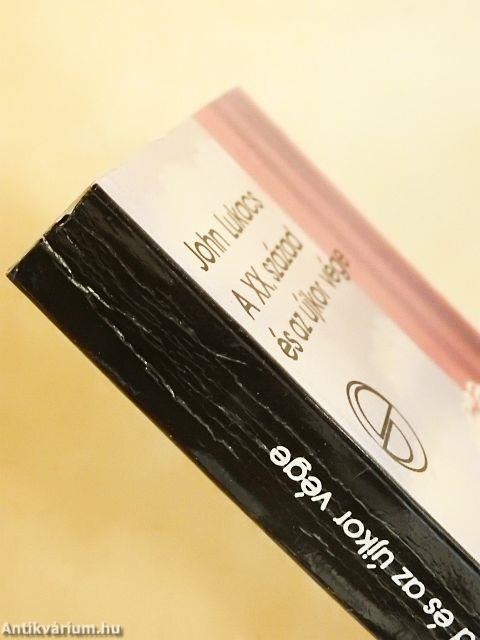 John Lukacs
A XX. század
és az újkor vége
és az újkor vége
Antikvárium.hu